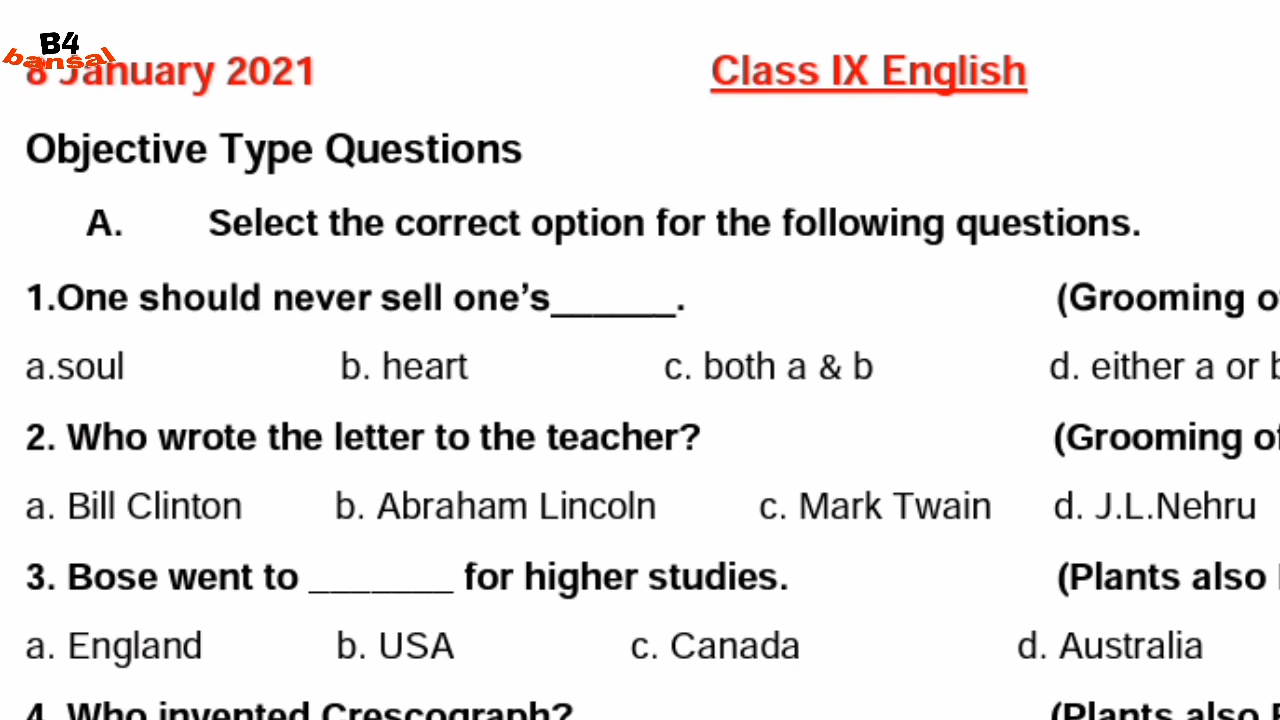 B4
bansal
8 January 2021 Class IX English
Objective Type Questions
A. Select the correct option for the following questions.
1.One should never sell one’s______. (Grooming of
a.soul b. heart c. both a & b d. either a or b
2. Who wrote the letter to the teacher? (Grooming of
a. Bill Clinton b. Abraham Lincoln c. Mark Twain d. J.L.Nehru
3. Bose went to _______ for higher studies. (Plants also
a. England b. USA c. Canada d. Australia
4. Who invented Crescograph? (Plants also